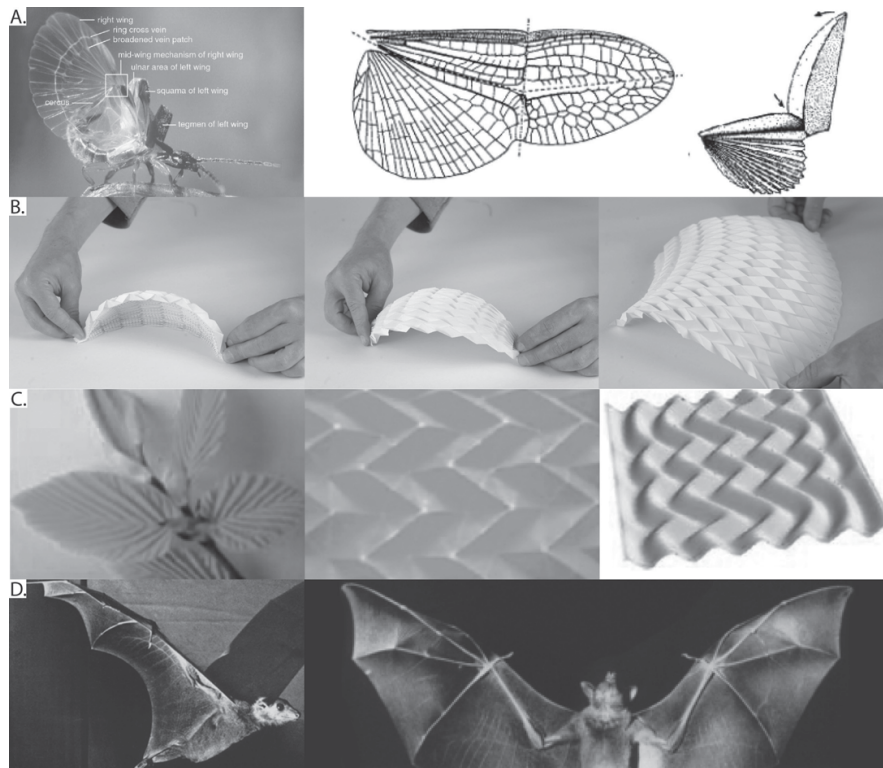 A.
right wing
ring cross vein
broadened vein patch
mid-wing mechanism of right wing
ulnar area of left wing
squama of left wing
cercus
tegmen of left wing
B.
C.
D.